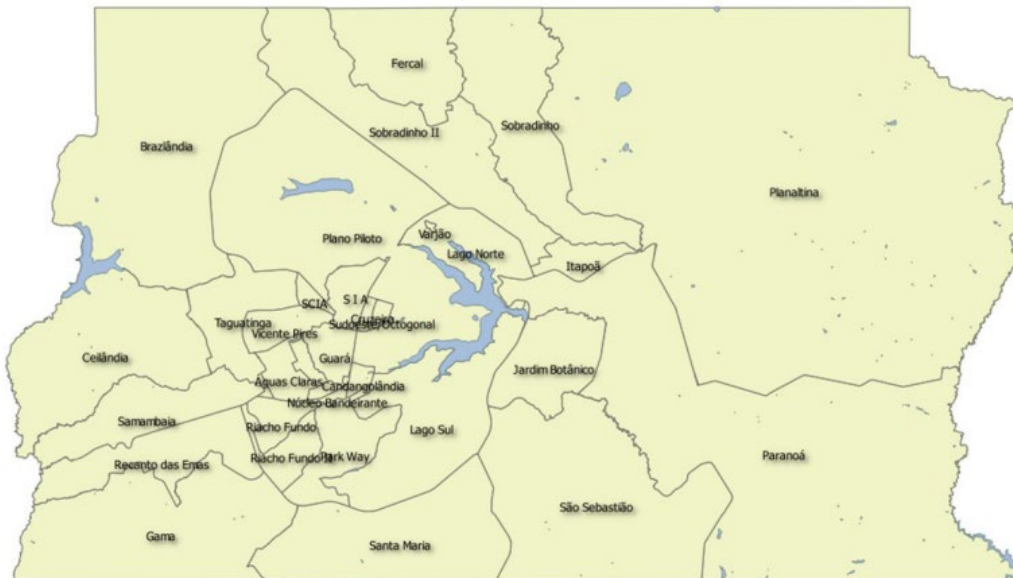 Fercal
Sobradinho II
Sobradinho
Brazlândia
Planaltina
Varjão
Plano Piloto
Lago Norte
Itapoã
SCIA
S I A
Cruzeiro
Taguatinga
Sudoeste/Octogonal
Vicente Pires
Ceilândia
Guará
Jardim Botânico
Águas Claras
Candangolândia
Núcleo Bandeirante
Samambaia
Riacho Fundo
Lago Sul
Recanto das Emas
Riacho Fundo II
Park Way
Paranoá
São Sebastião
Gama
Santa Maria